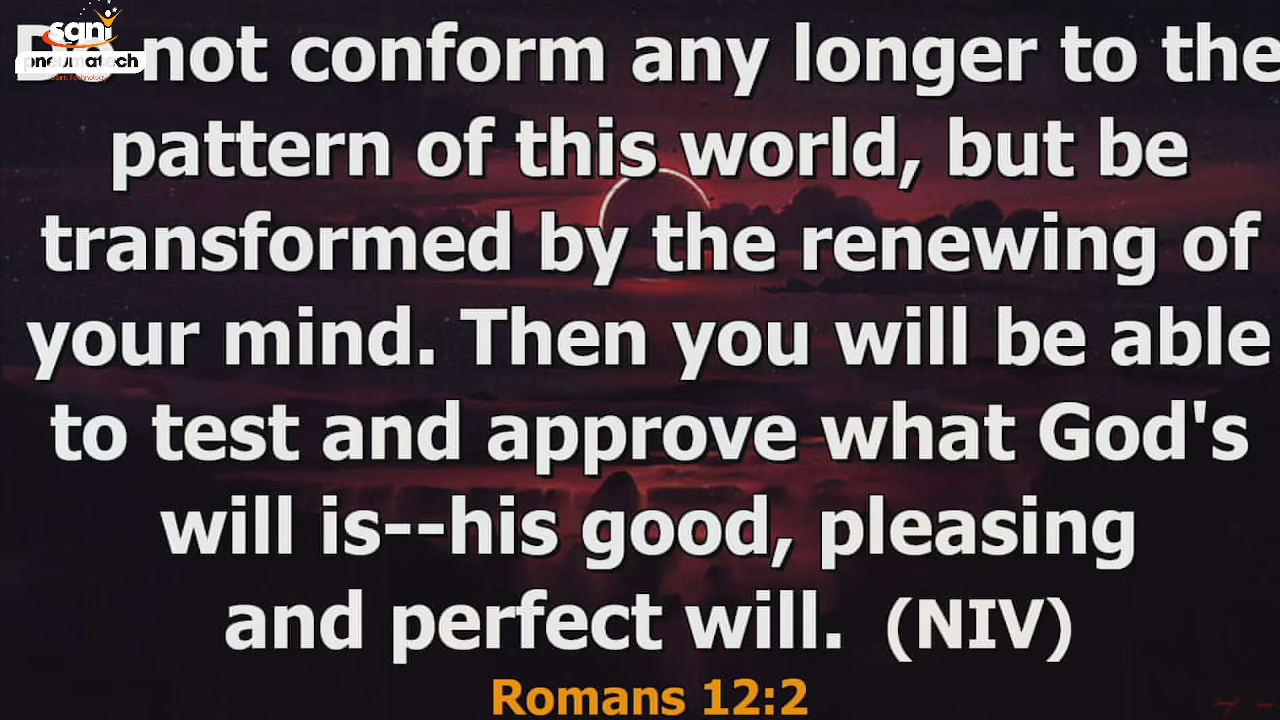 sgni
pneumatech
not conform any longer to the
pattern of this world, but be
transformed by the renewing of
your mind. Then you will be able
to test and approve what God's
will is--his good, pleasing
and perfect will. (NIV)
Romans 12:2